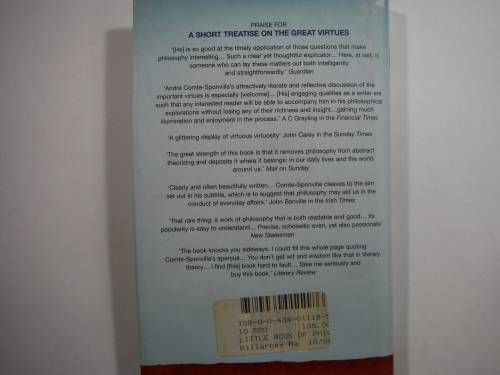 PRAISE FOR
A SHORT TREATISE ON THE GREAT VIRTUES
'[He] is so good at the timely application of those questions that make
philosophy interesting... Such a clear yet thoughtful explicator... Here, at last, is
someone who can lay these matters out both intelligently
and straightforwardly.' Guardian
'André Comte-Sponville's attractively literate and reflective discussion of the
important virtues is especially [welcome]... [His] engaging qualities as a writer are
such that any interested reader will be able to accompany him in his philosophical
explorations without losing any of their richness and insight...gaining much
illumination and enjoyment in the process.' A C Grayling in the Financial Times
'A glittering display of virtuous virtuosity' John Carey in the Sunday Times
'The great strength of this book is that it removes philosophy from abstract
theorizing and deposits it where it belongs: in our daily lives and the world
around us.' Mail on Sunday
'Clearly and often beautifully written... Comte-Sponville cleaves to the aim
set out in his subtitle, which is to suggest that philosophy may aid us in the
conduct of everyday affairs.' John Banville in the Irish Times
'That rare thing: a work of philosophy that is both readable and good... Its
popularity is easy to understand... Precise, scholastic even, yet also passionate'
New Statesman
'The book knocks you sideways. I could fill this whole page quoting
Comte-Sponville's aperçus... You don't get wit and wisdom like that in literary
theory... I find [this] book hard to fault... Take me seriously and
buy this book.' Literary Review
ISB-N-0-434-01118-
15 550 138.00
LITTLE BOOK OF PHI
Killarney Ma 10/0